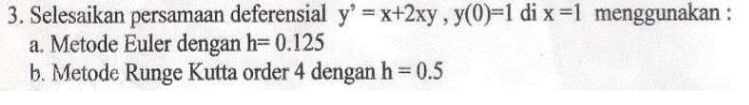 3. Selesaikan persamaan deferensial y' = x+2xy , y(0)=1 di x =1 menggunakan :
a. Metode Euler dengan h= 0.125
b. Metode Runge Kutta order 4 dengan h = 0.5